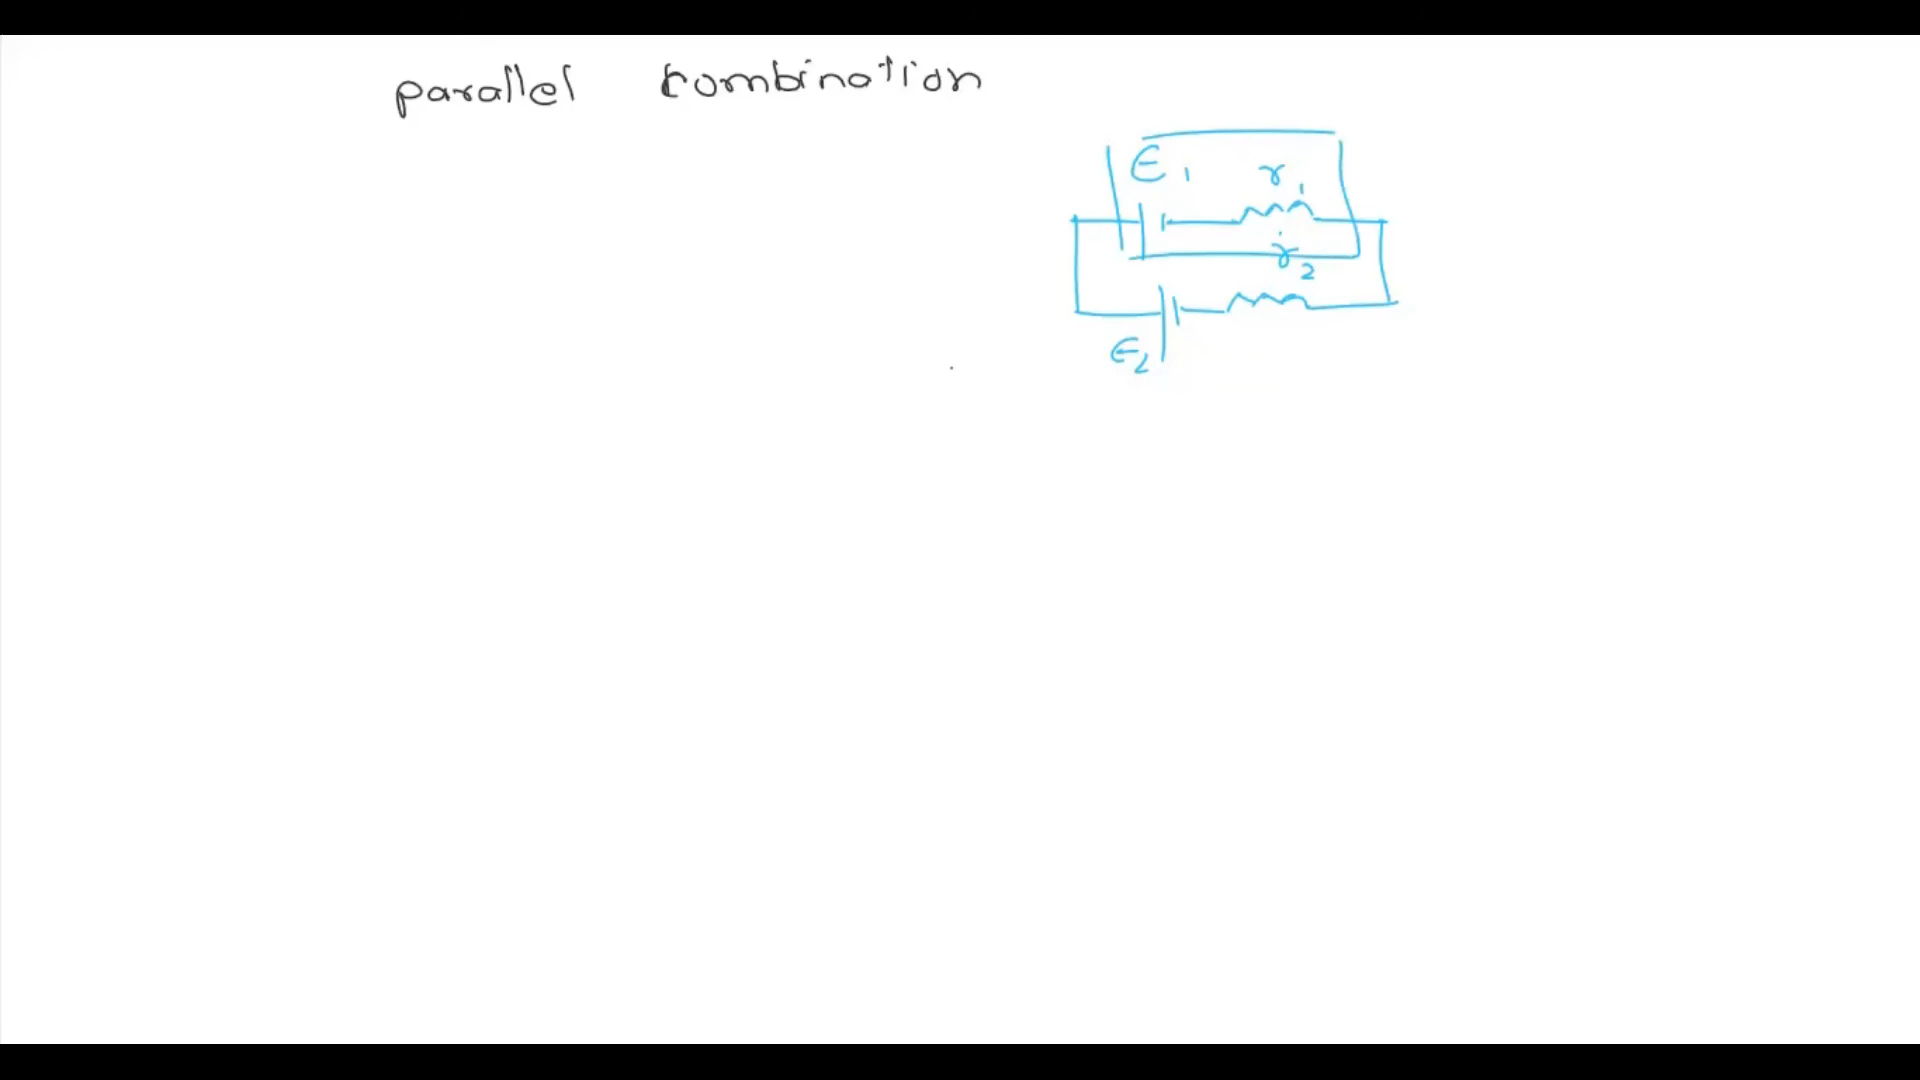 parallel combination
ϵ1 r1
r2
ϵ2